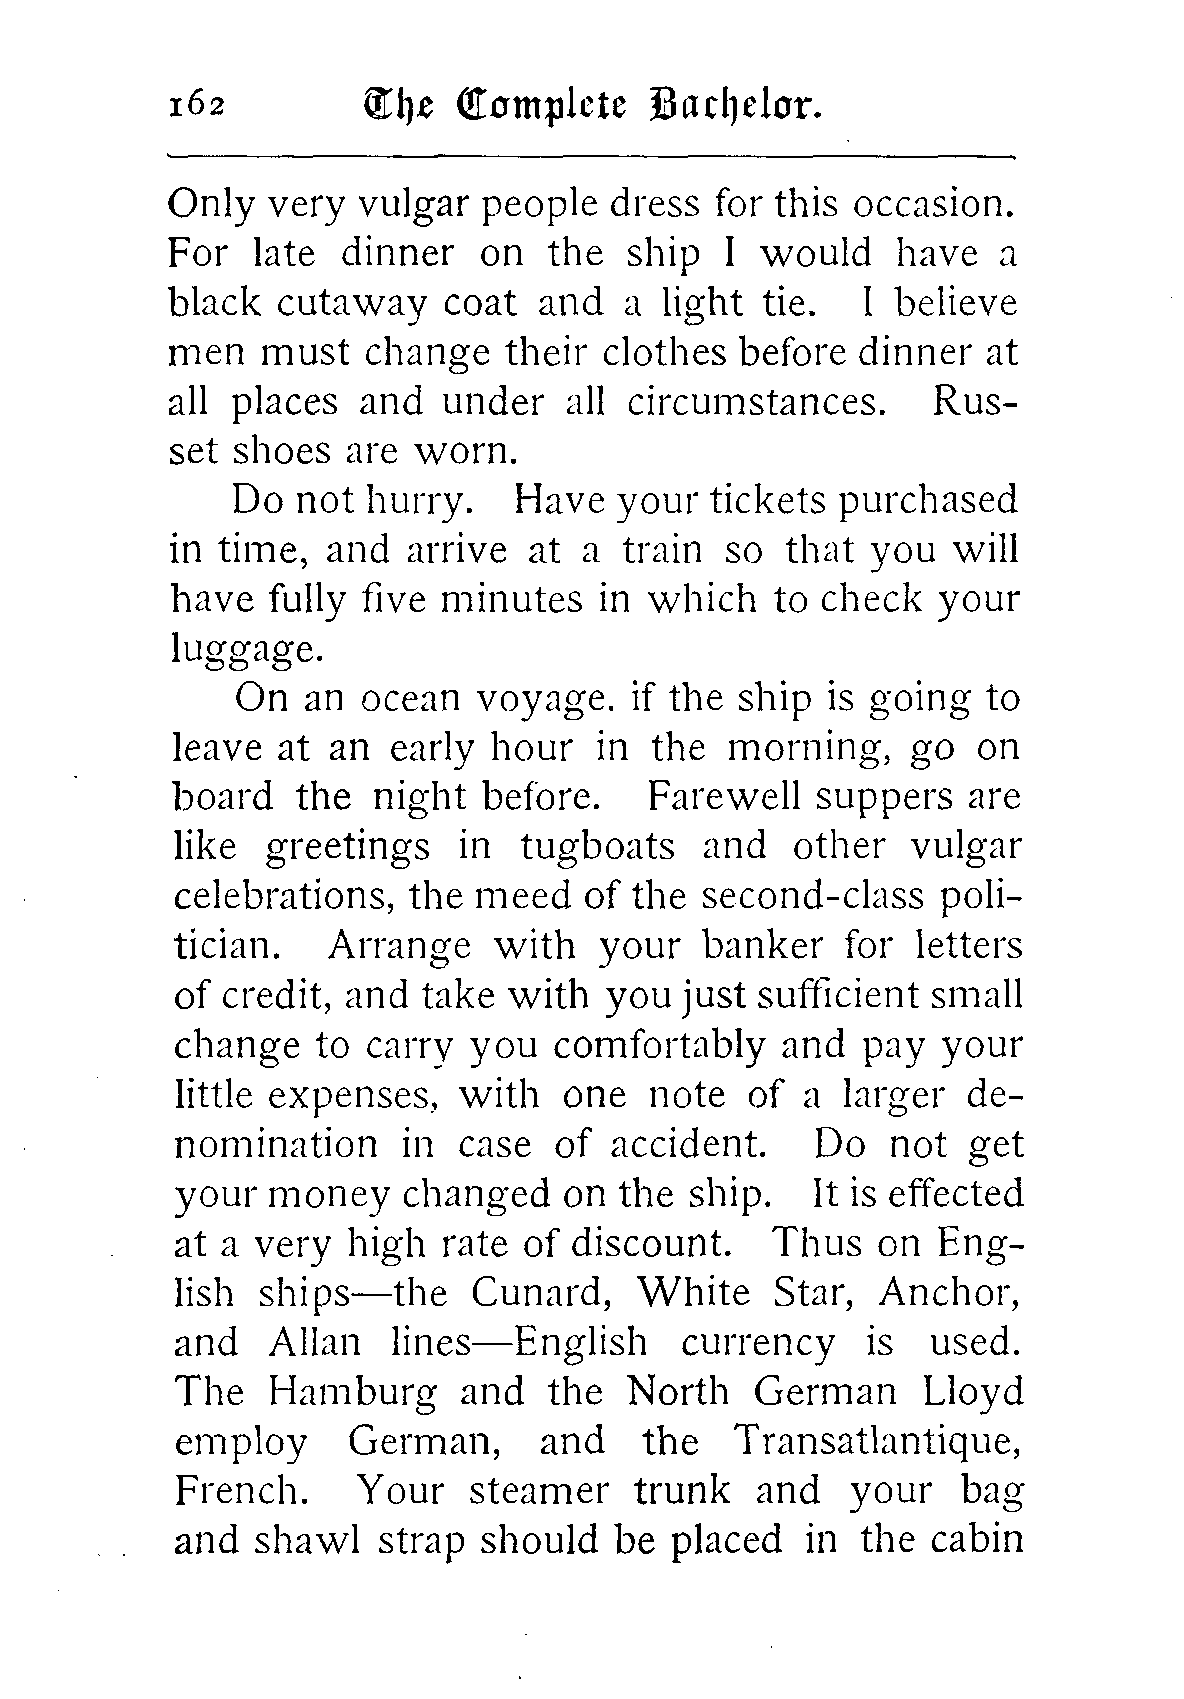 162 The Complete Bachelor.
Only very vulgar people dress for this occasion.
For late dinner on the ship I would have a
black cutaway coat and a light tie. I believe
men must change their clothes before dinner at
all places and under all circumstances. Rus-
set shoes are worn.
Do not hurry. Have your tickets purchased
in time, and arrive at a train so that you will
have fully five minutes in which to check your
luggage.
On an ocean voyage. if the ship is going to
leave at an early hour in the morning, go on
board the night before. Farewell suppers are
like greetings in tugboats and other vulgar
celebrations, the meed of the second-class poli-
tician. Arrange with your banker for letters
of credit, and take with you just sufficient small
change to carry you comfortably and pay your
little expenses, with one note of a larger de-
nomination in case of accident. Do not get
your money changed on the ship. It is effected
at a very high rate of discount. Thus on Eng-
lish ships—the Cunard, White Star, Anchor,
and Allan lines—English currency is used.
The Hamburg and the North German Lloyd
employ German, and the Transatlantique,
French. Your steamer trunk and your bag
and shawl strap should be placed in the cabin